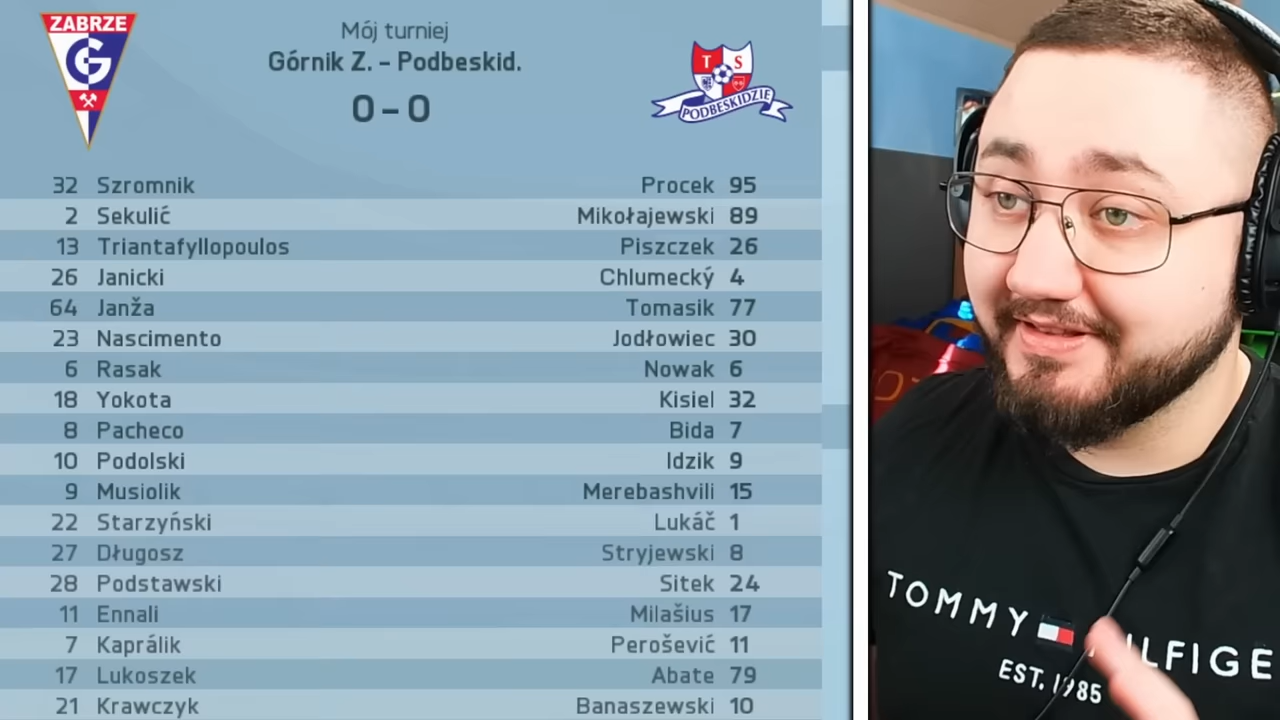 ZABRZE
G
Mój turniej
Górnik Z. - Podbeskid.
0 - 0
T S
PODBESKIDZIE
32 Szromnik Procek 95
2 Sekulić Mikołajewski 89
13 Triantafyllopoulos Piszczek 26
26 Janicki Chlumecký 4
64 Janža Tomasik 77
23 Nascimento Jodłowiec 30
6 Rasak Nowak 6
18 Yokota Kisiel 32
8 Pacheco Bida 7
10 Podolski Idzik 9
9 Musiolik Merebashvili 15
22 Starzyński Lukáč 1
27 Długosz Stryjewski 8
28 Podstawski Sitek 24
11 Ennali Milašius 17
7 Kaprálik Perošević 11
17 Lukoszek Abate 79
21 Krawczyk Banaszewski 10
TOMMY HILFIGE
EST. 1985